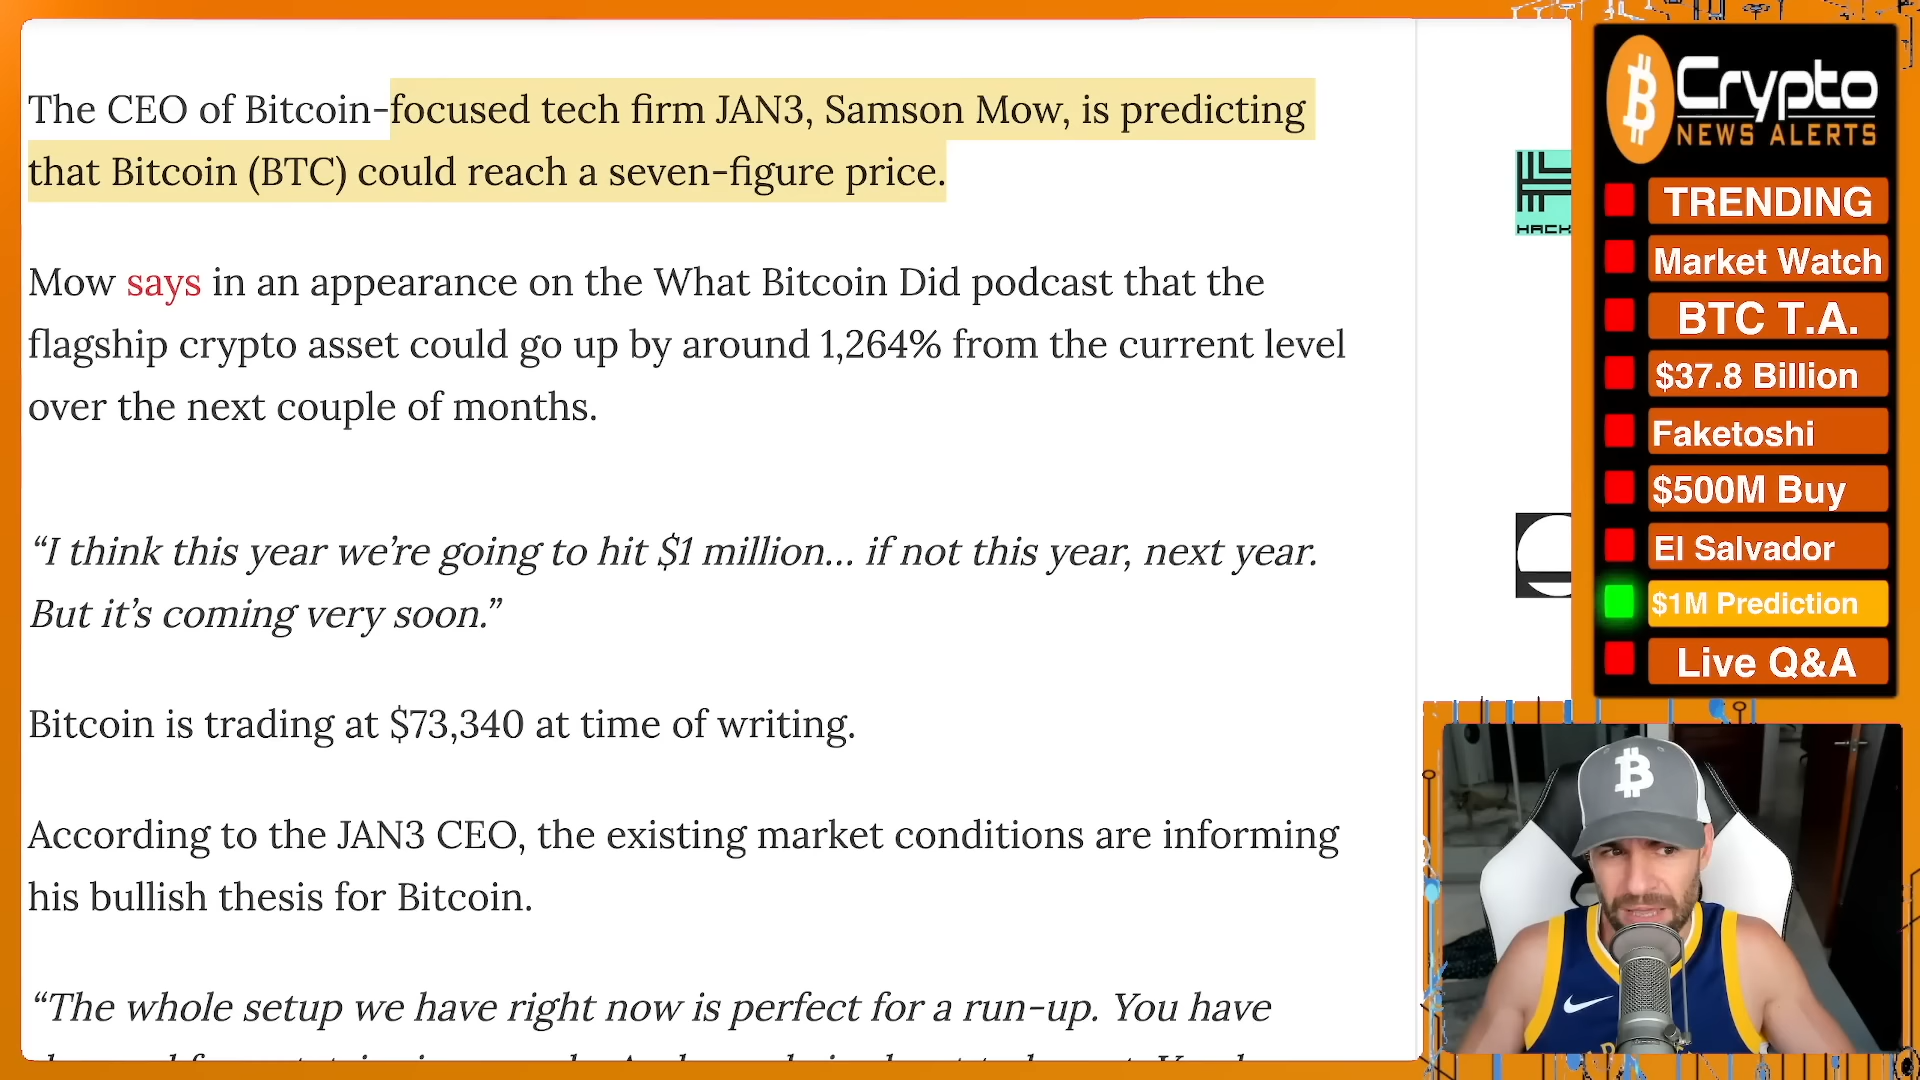 The CEO of Bitcoin-focused tech firm JAN3, Samson Mow, is predicting
that Bitcoin (BTC) could reach a seven-figure price.
Mow says in an appearance on the What Bitcoin Did podcast that the
flagship crypto asset could go up by around 1,264% from the current level
over the next couple of months.
“I think this year we’re going to hit $1 million... if not this year, next year.
But it’s coming very soon.”
Bitcoin is trading at $73,340 at time of writing.
According to the JAN3 CEO, the existing market conditions are informing
his bullish thesis for Bitcoin.
“The whole setup we have right now is perfect for a run-up. You have
HACK
Crypto
NEWS ALERTS
TRENDING
Market Watch
BTC T.A.
$37.8 Billion
Faketoshi
$500M Buy
El Salvador
$1M Prediction
Live Q&A